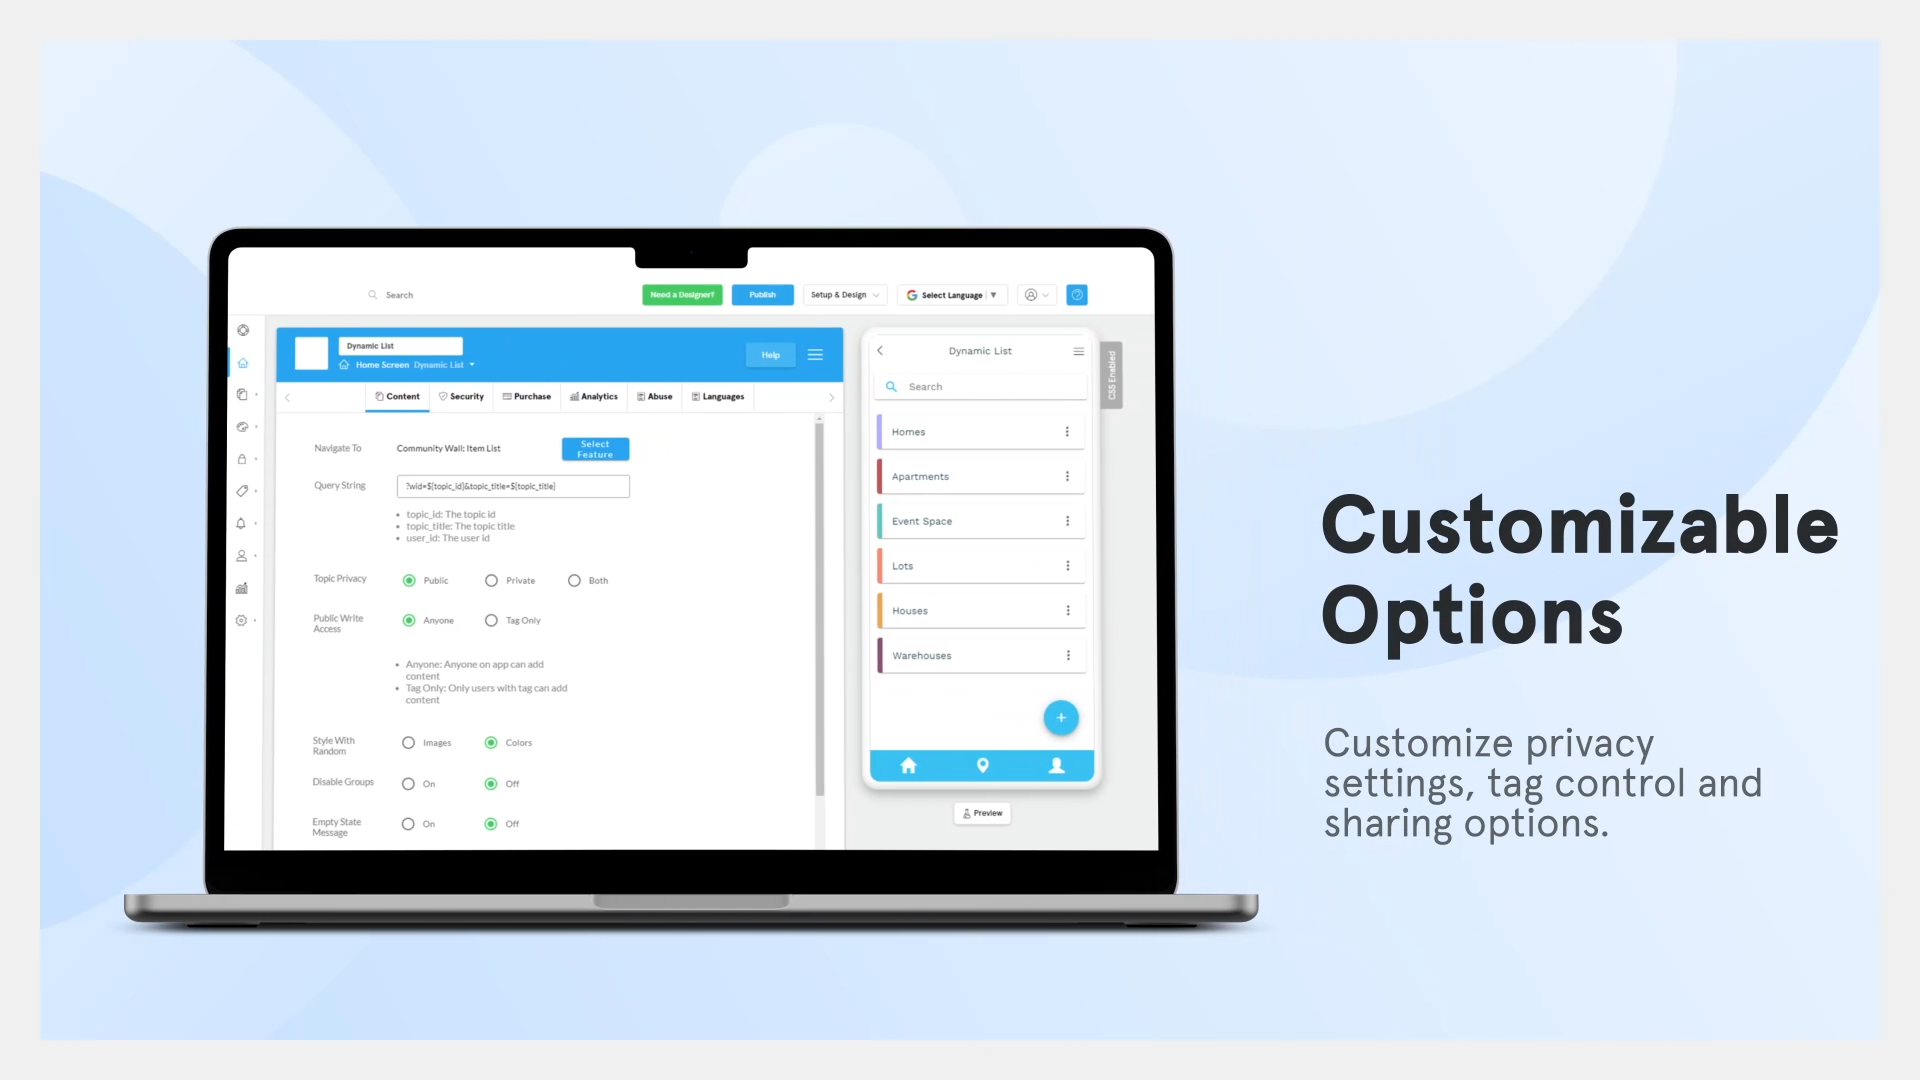 Search
Need a Designer?
Publish
Setup & Design
Select Language
Dynamic List
Home Screen Dynamic List
Help
Content
Security
Purchase
Analytics
Abuse
Languages
Navigate To
Community Wall: Item List
Select
Feature
Query String
?wid=${topic_id}&topic_title=${topic_title}
• topic_id: The topic id
• topic_title: The topic title
• user_id: The user id
Topic Privacy
Public
Private
Both
Public Write
Access
Anyone
Tag Only
• Anyone: Anyone on app can add
content
• Tag Only: Only users with tag can add
content
Style With
Random
Images
Colors
Disable Groups
On
Off
Empty State
Message
On
Off
Dynamic List
Search
Homes
Apartments
Event Space
Lots
Houses
Warehouses
+
Preview
CSS Enabled
Customizable
Options
Customize privacy
settings, tag control and
sharing options.